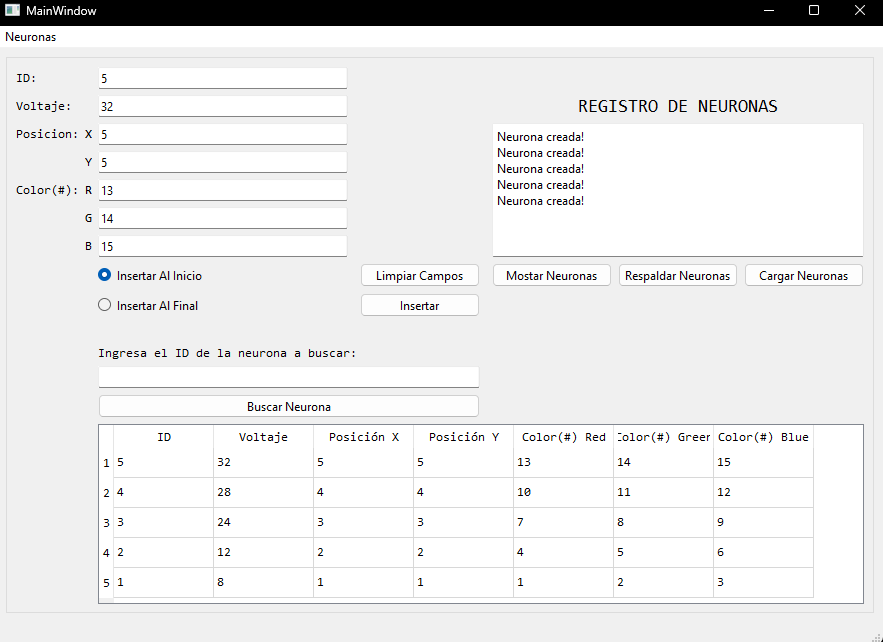 MainWindow
Neuronas
ID: 5
Voltaje: 32
REGISTRO DE NEURONAS
Posicion: X 5
Y 5
Color(#): R 13
G 14
B 15
Neurona creada!
Neurona creada!
Neurona creada!
Neurona creada!
Neurona creada!
Insertar Al Inicio
Limpiar Campos
Mostar Neuronas
Respaldar Neuronas
Cargar Neuronas
Insertar Al Final
Insertar
Ingresa el ID de la neurona a buscar:
Buscar Neurona
ID Voltaje Posición X Posición Y Color(#) Red Color(#) Green Color(#) Blue
1 5 32 5 5 13 14 15
2 4 28 4 4 10 11 12
3 3 24 3 3 7 8 9
4 2 12 2 2 4 5 6
5 1 8 1 1 1 2 3